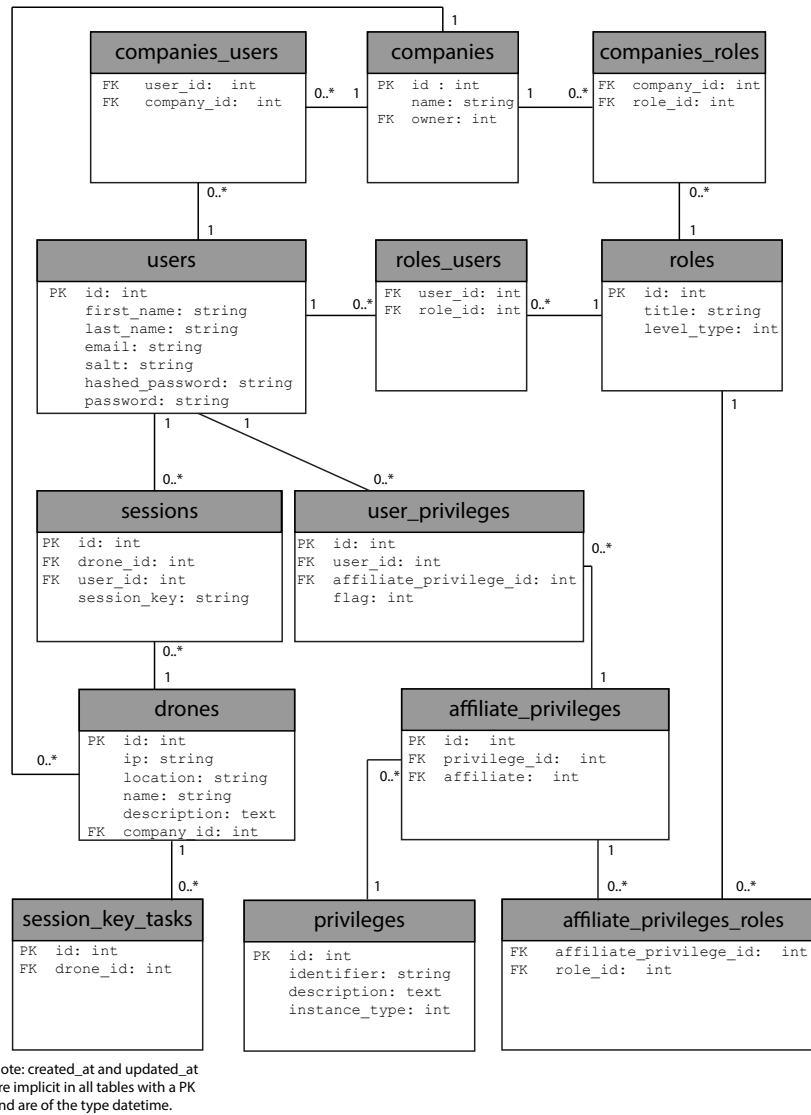 1
companies_users
FK user_id: int
FK company_id: int
0..*
1
companies
PK id : int
name: string
FK owner: int
1
0..*
companies_roles
FK company_id: int
FK role_id: int
0..*
1
0..*
1
users
PK id: int
first_name: string
last_name: string
email: string
salt: string
hashed_password: string
password: string
1
0..*
roles_users
FK user_id: int
FK role_id: int
0..*
1
roles
PK id: int
title: string
level_type: int
1
1
1
0..*
0..*
sessions
PK id: int
FK drone_id: int
FK user_id: int
session_key: string
user_privileges
PK id: int
FK user_id: int
FK affiliate_privilege_id: int
flag: int
0..*
0..*
1
1
drones
PK id: int
ip: string
location: string
name: string
description: text
FK company_id: int
0..*
affiliate_privileges
PK id: int
FK privilege_id: int
FK affiliate: int
0..*
1
1
0..*
1
0..*
0..*
session_key_tasks
PK id: int
FK drone_id: int
privileges
PK id: int
identifier: string
description: text
instance_type: int
affiliate_privileges_roles
FK affiliate_privilege_id: int
FK role_id: int
ote: created_at and updated_at
re implicit in all tables with a PK
nd are of the type datetime.